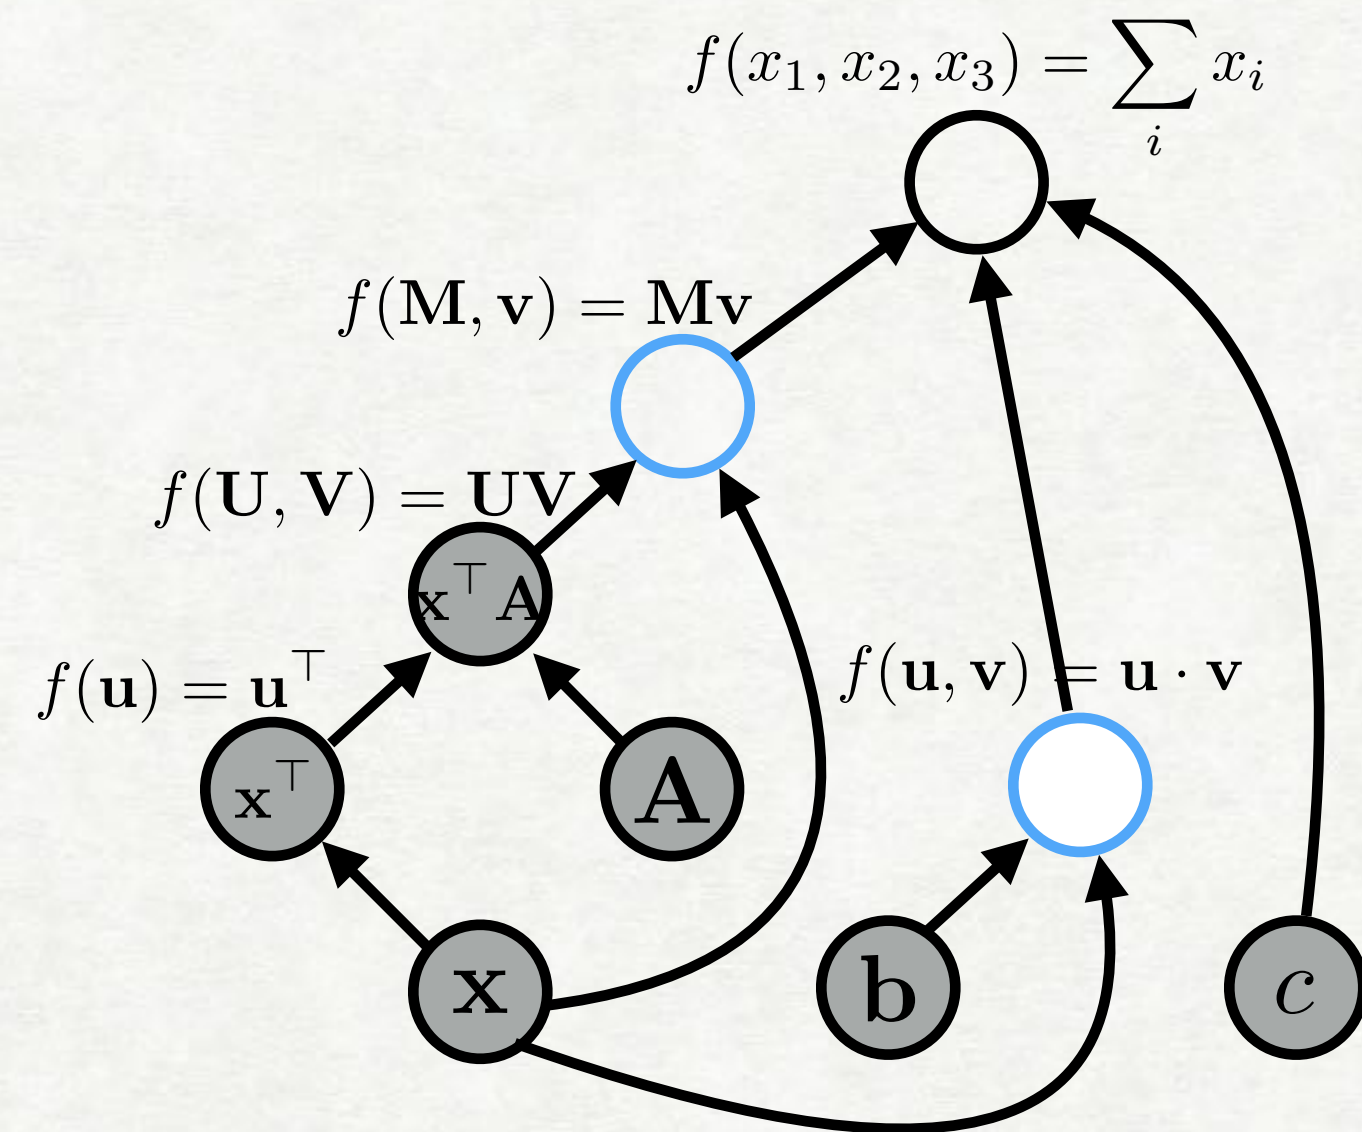 f(x₁, x₂, x₃) = ∑ᵢ xᵢ
f(𝐌, 𝐯) = 𝐌𝐯
f(𝐔, 𝐕) = 𝐔𝐕
𝐱⊤𝐀
f(𝐮) = 𝐮⊤
f(𝐮, 𝐯) = 𝐮 · 𝐯
𝐱⊤
𝐀
𝐱
𝐛
c